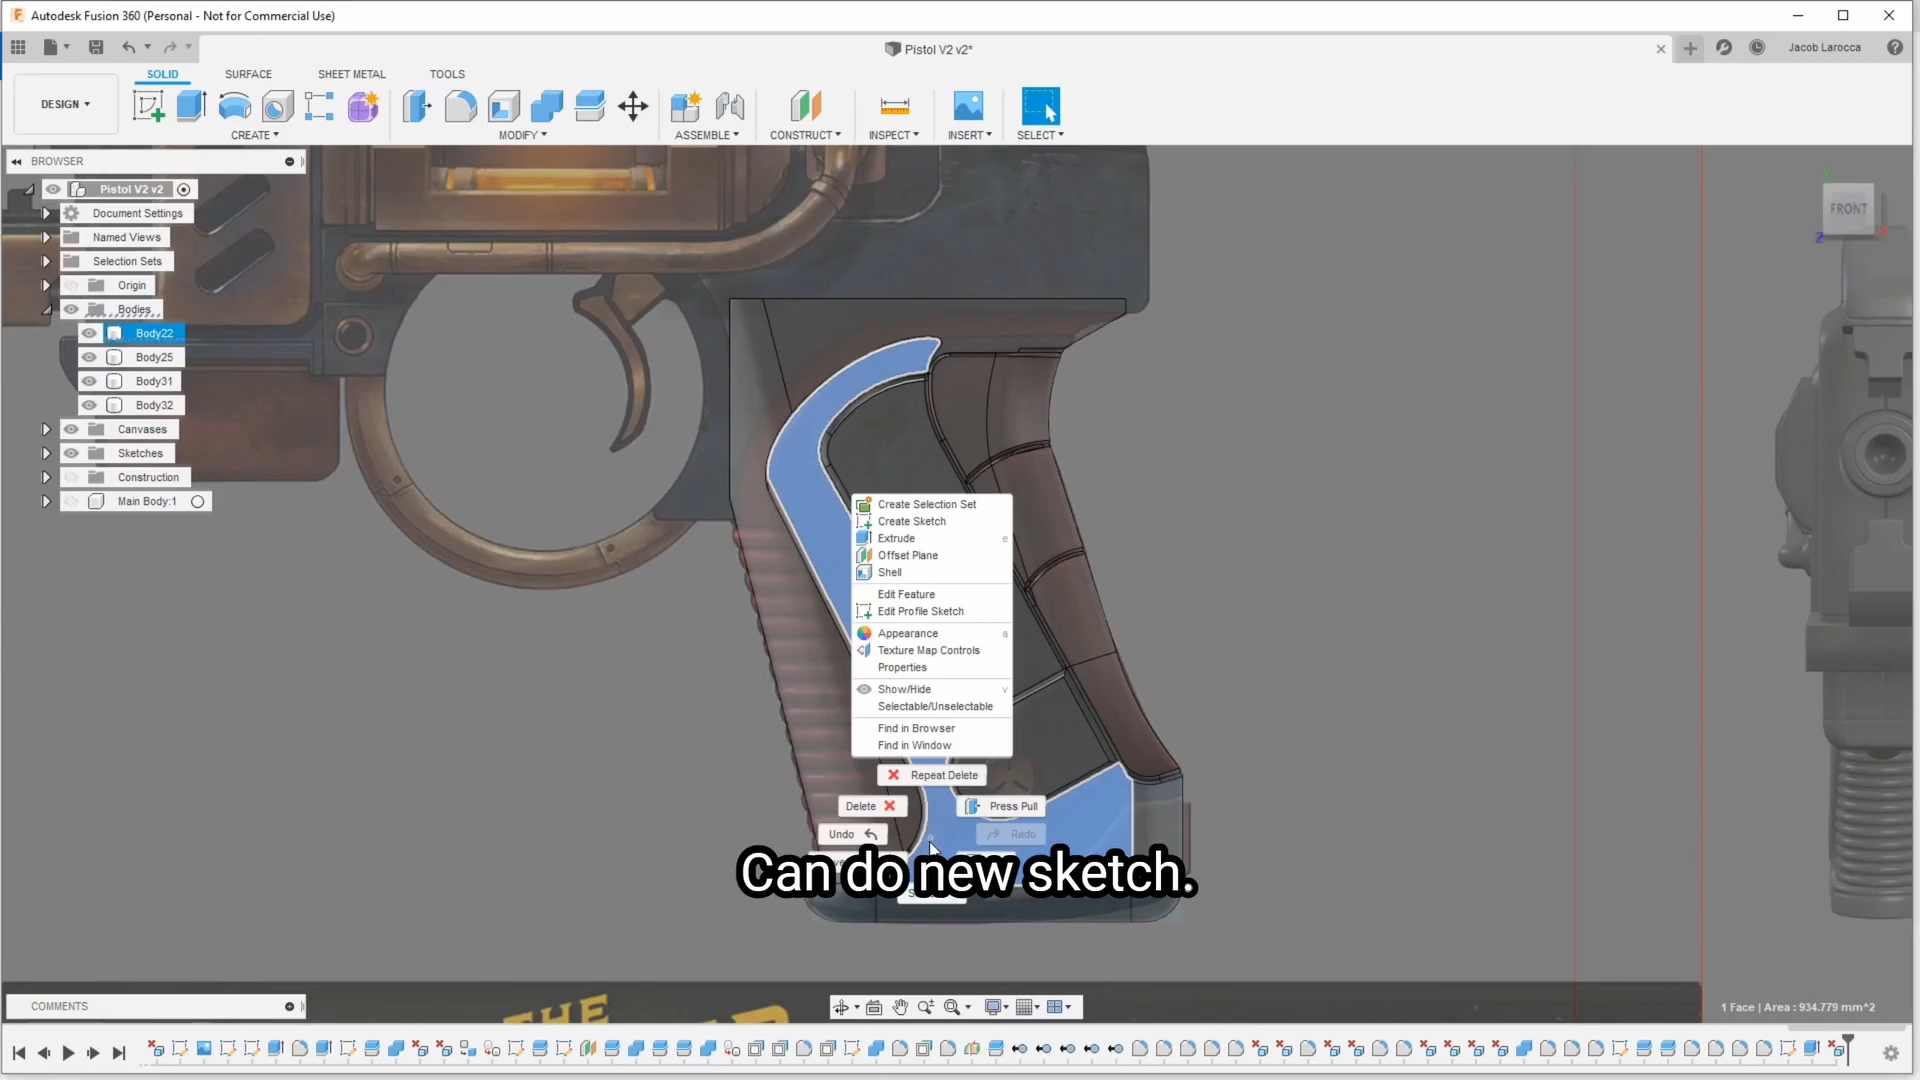 Autodesk Fusion 360 (Personal - Not for Commercial Use)
Pistol V2 v2*
Jacob Larocca
DESIGN
SOLID
SURFACE
SHEET METAL
TOOLS
CREATE
MODIFY
ASSEMBLE
CONSTRUCT
INSPECT
INSERT
SELECT
BROWSER
Pistol V2 v2
Document Settings
Named Views
Selection Sets
Origin
Bodies
Body22
Body25
Body31
Body32
Canvases
Sketches
Construction
Main Body:1
FRONT
Y
X
Z
Create Selection Set
Create Sketch
Extrude e
Offset Plane
Shell
Edit Feature
Edit Profile Sketch
Appearance a
Texture Map Controls
Properties
Show/Hide v
Selectable/Unselectable
Find in Browser
Find in Window
Repeat Delete
Delete
Press Pull
Undo
Redo
Can do new sketch.
THE
COMMENTS
1 Face | Area : 934.779 mm^2